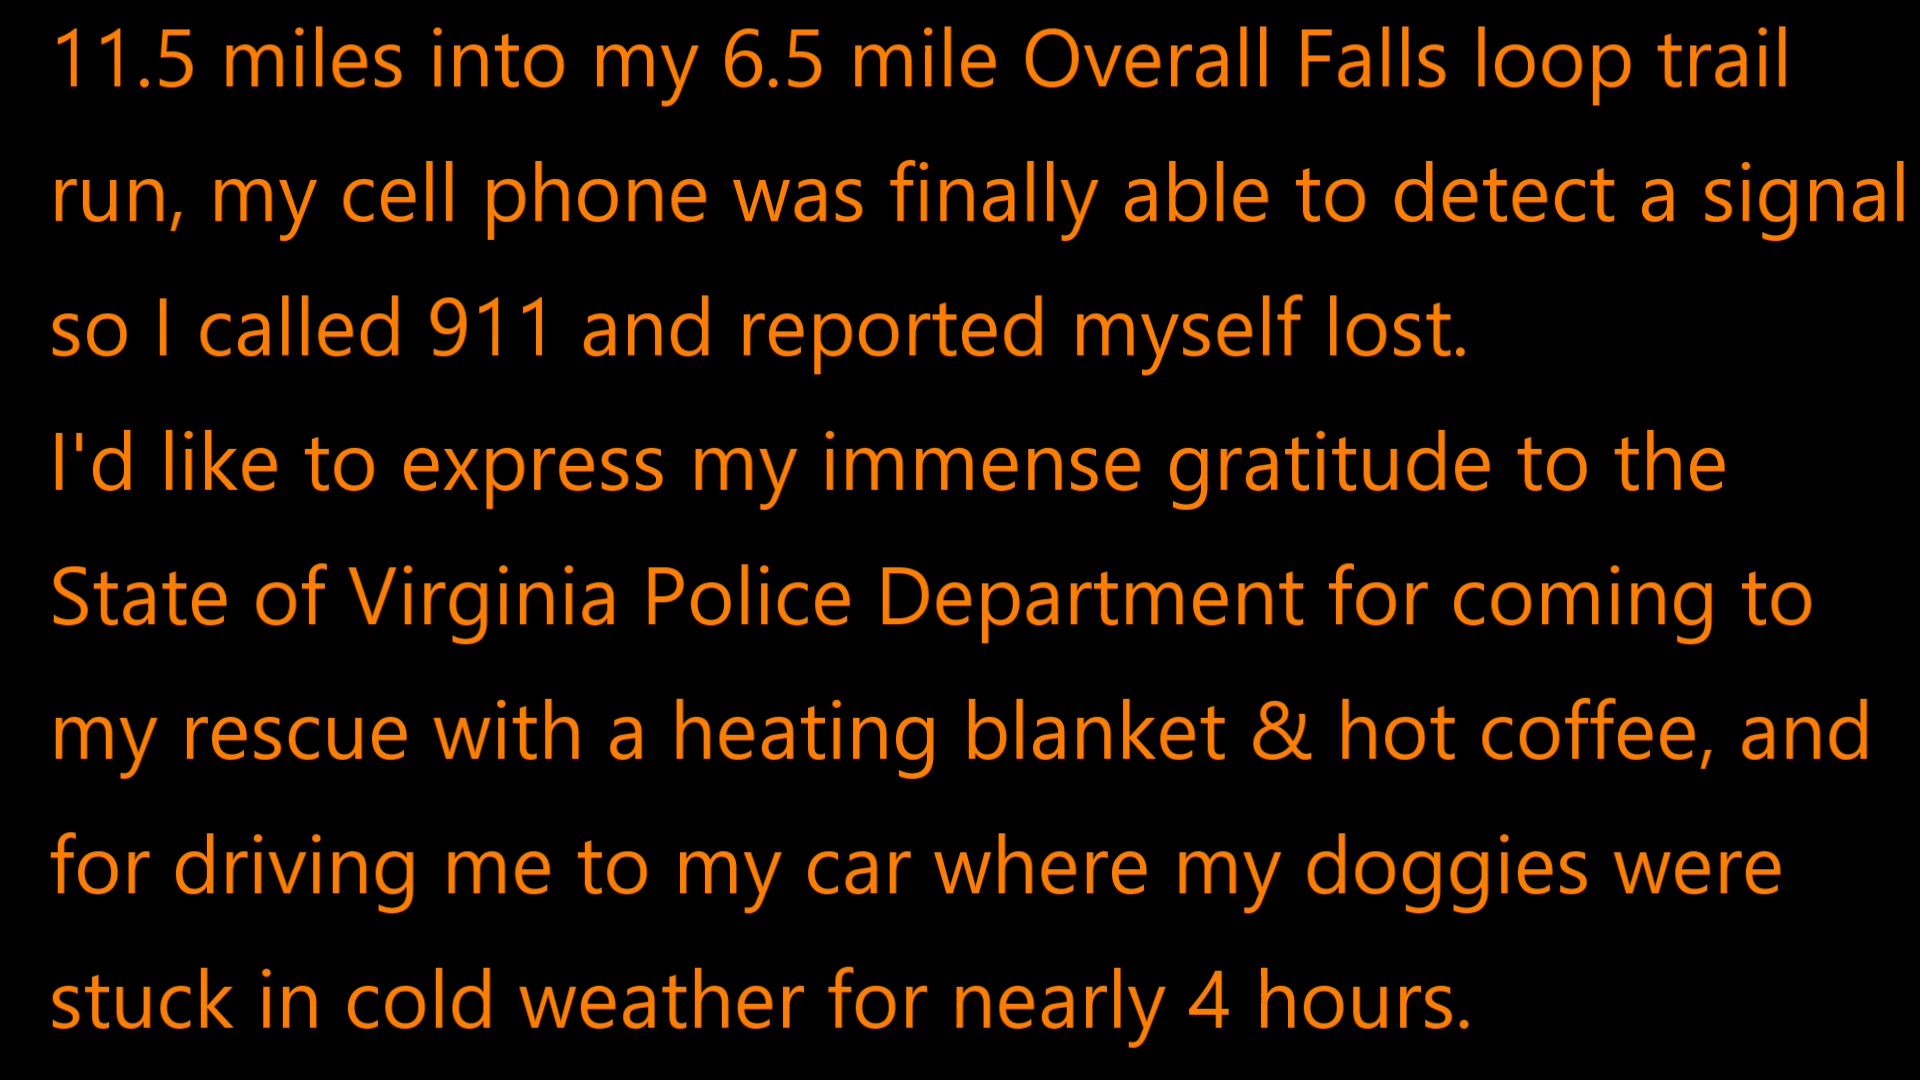 11.5 miles into my 6.5 mile Overall Falls loop trail
run, my cell phone was finally able to detect a signal
so I called 911 and reported myself lost.
I'd like to express my immense gratitude to the
State of Virginia Police Department for coming to
my rescue with a heating blanket & hot coffee, and
for driving me to my car where my doggies were
stuck in cold weather for nearly 4 hours.